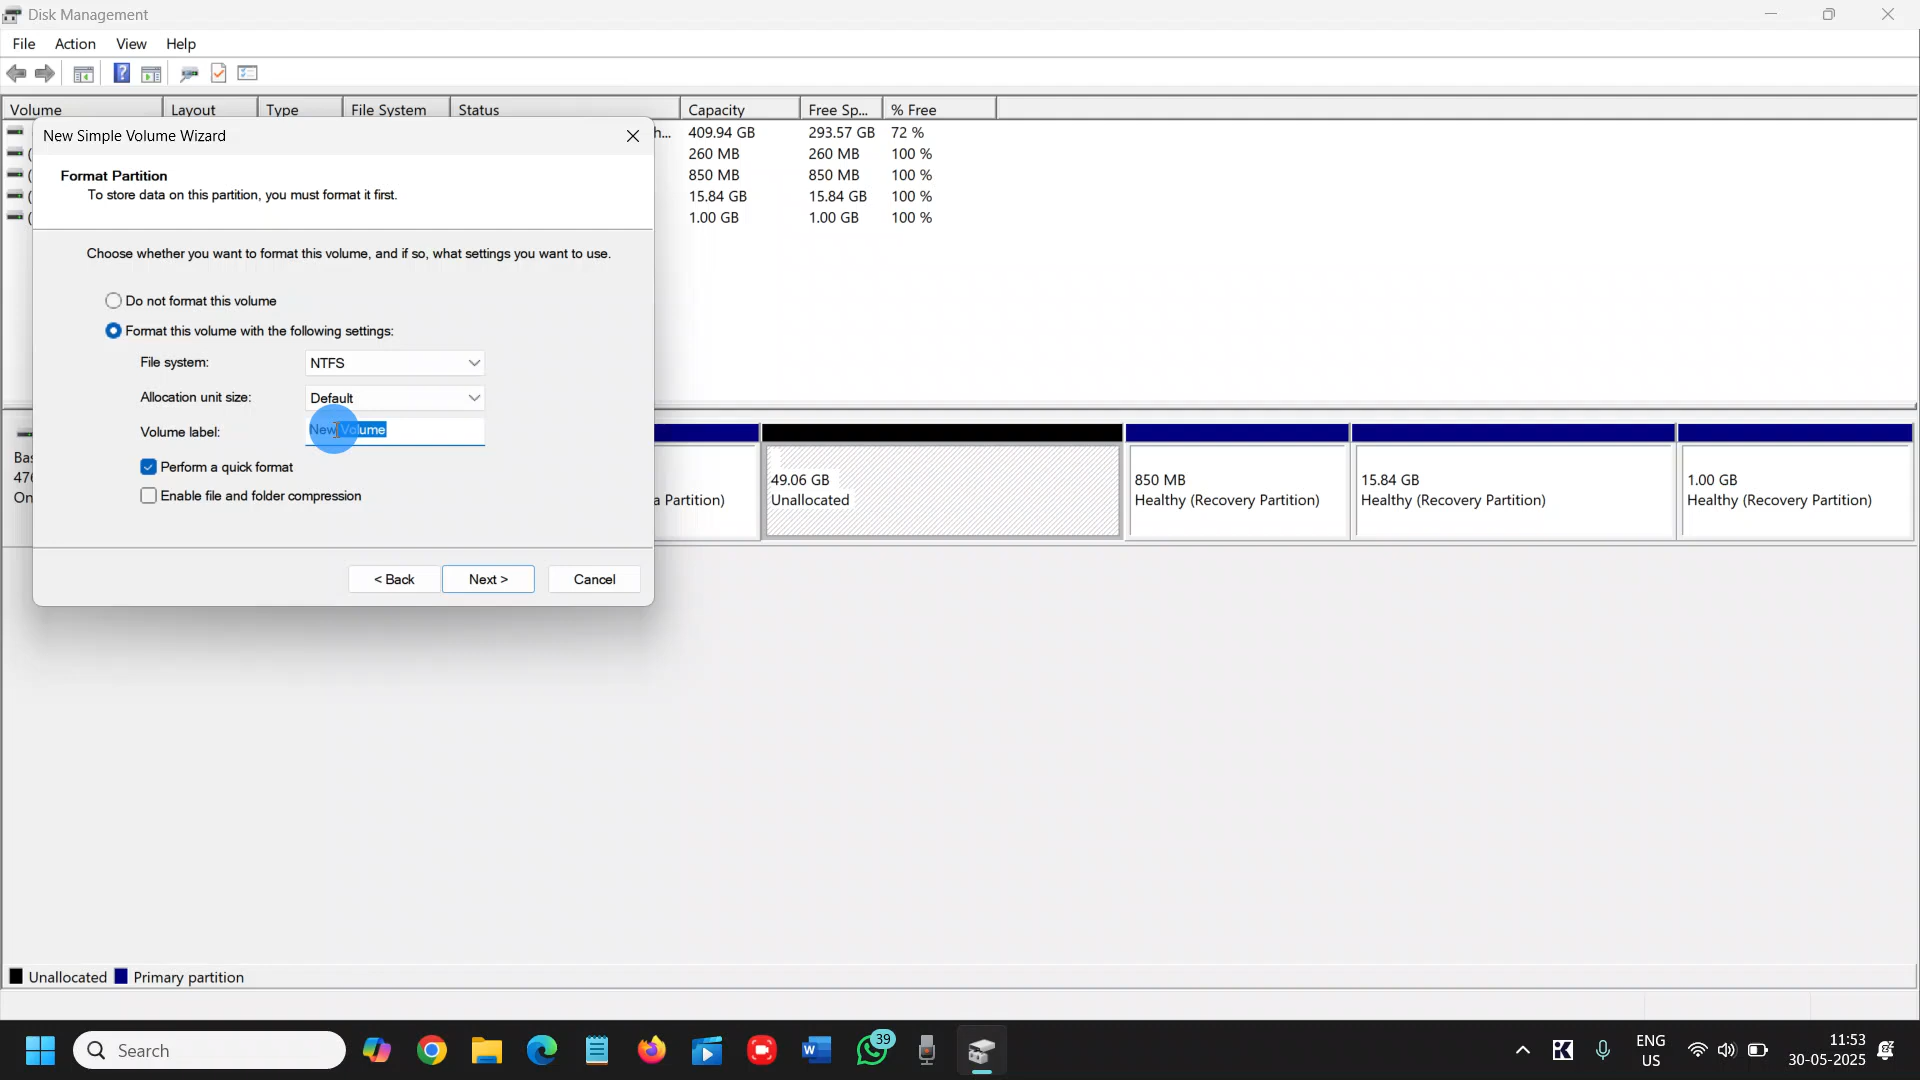 Disk Management
File Action View Help
Volume Layout Type File System Status Capacity Free Sp... % Free
h... 409.94 GB 293.57 GB 72 %
( 260 MB 260 MB 100 %
( 850 MB 850 MB 100 %
( 15.84 GB 15.84 GB 100 %
( 1.00 GB 1.00 GB 100 %
New Simple Volume Wizard
Format Partition
To store data on this partition, you must format it first.
Choose whether you want to format this volume, and if so, what settings you want to use.
Do not format this volume
Format this volume with the following settings:
File system: NTFS
Allocation unit size: Default
Volume label: New Volume
Perform a quick format
Enable file and folder compression
< Back Next > Cancel
Bas
476
On
a Partition)
49.06 GB
Unallocated
850 MB
Healthy (Recovery Partition)
15.84 GB
Healthy (Recovery Partition)
1.00 GB
Healthy (Recovery Partition)
Unallocated Primary partition
Search
39
ENG
US
11:53
30-05-2025